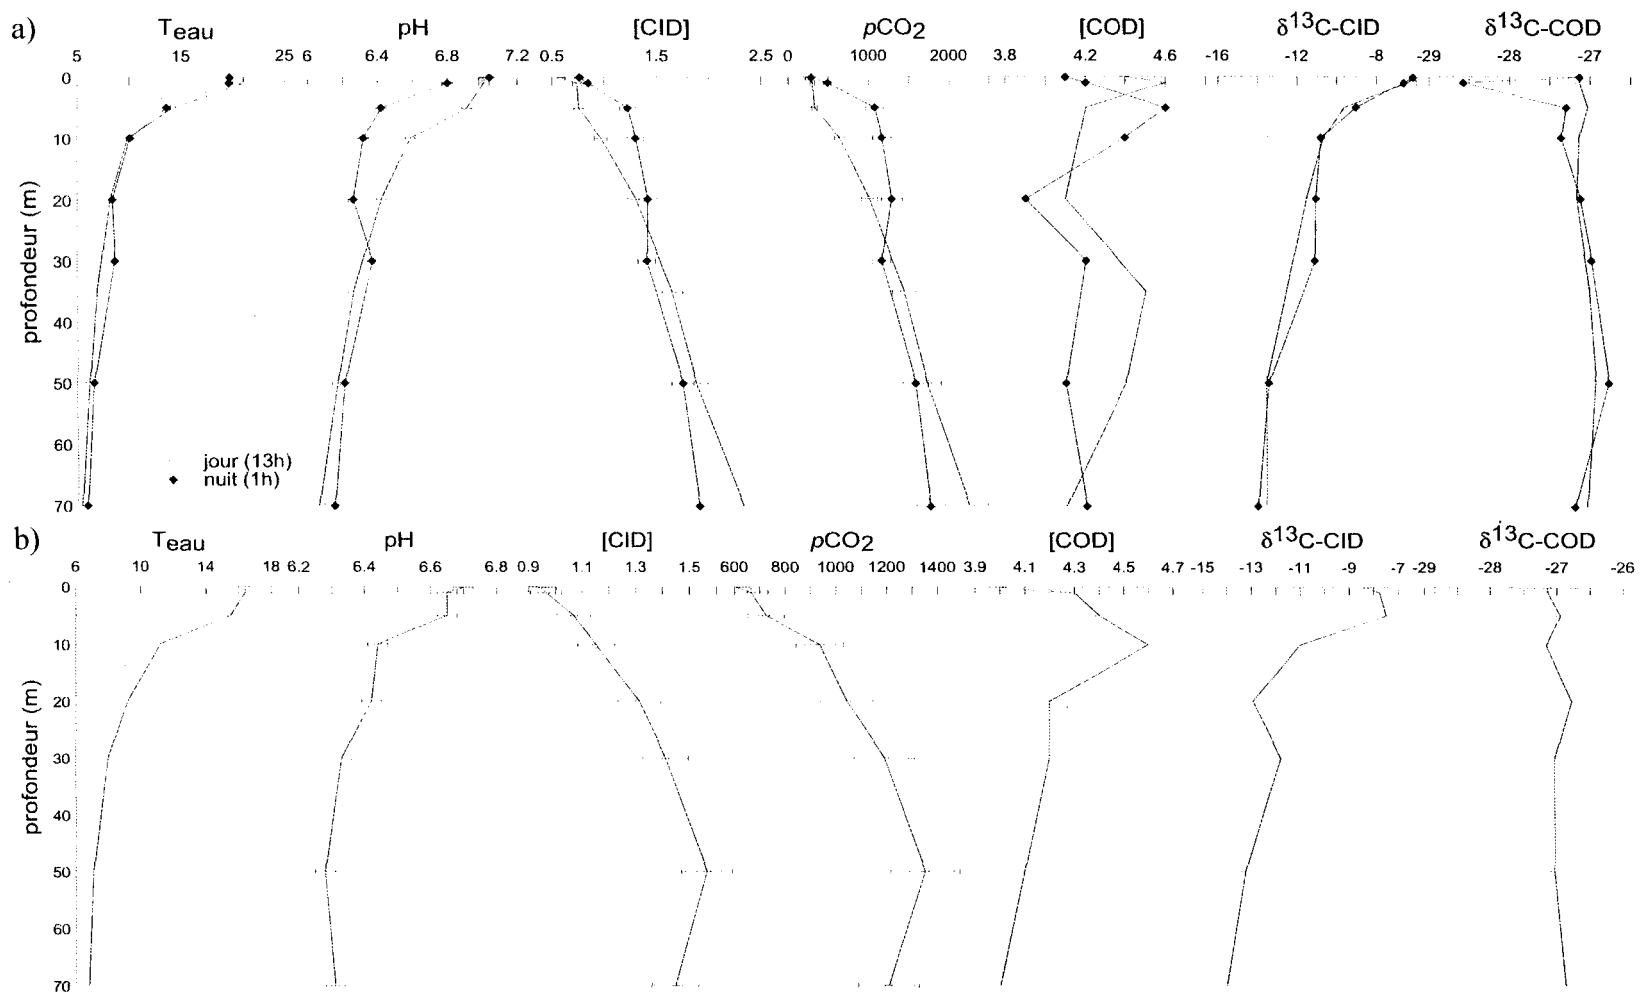 a) Teau pH [CID] pCO2 [COD] δ13C-CID δ13C-COD
5 15 25 6 6.4 6.8 7.2 0.5 1.5 2.5 0 1000 2000 3.8 4.2 4.6 -16 -12 -8 -29 -28 -27
0
10
20
30
40
50
60
70
profondeur (m)
jour (13h)
nuit (1h)
b) Teau pH [CID] pCO2 [COD] δ13C-CID δ13C-COD
6 10 14 18 6.2 6.4 6.6 6.8 0.9 1.1 1.3 1.5 600 800 1000 1200 1400 3.9 4.1 4.3 4.5 4.7 -15 -13 -11 -9 -7 -29 -28 -27 -26
0
10
20
30
40
50
60
70
profondeur (m)